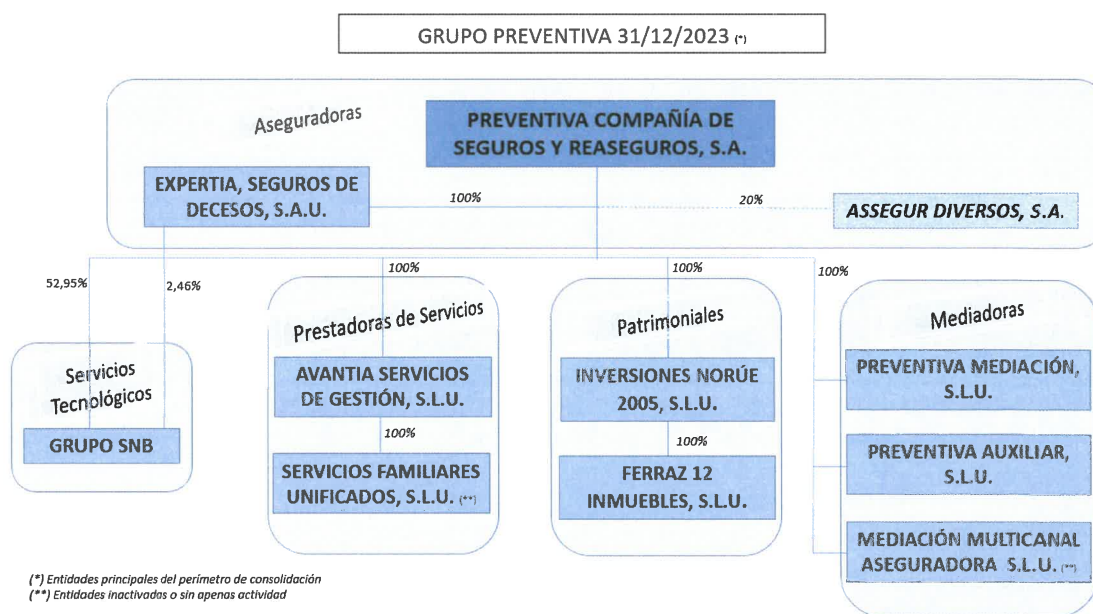 GRUPO PREVENTIVA 31/12/2023 (*)
Aseguradoras
PREVENTIVA COMPAÑÍA DE
SEGUROS Y REASEGUROS, S.A.
EXPERTIA, SEGUROS DE
DECESOS, S.A.U.
100%
20%
ASSEGUR DIVERSOS, S.A.
52,95%
2,46%
100%
100%
100%
Servicios
Tecnológicos
GRUPO SNB
Prestadoras de Servicios
AVANTIA SERVICIOS
DE GESTIÓN, S.L.U.
100%
SERVICIOS FAMILIARES
UNIFICADOS, S.L.U. (**)
Patrimoniales
INVERSIONES NORÚE
2005, S.L.U.
100%
FERRAZ 12
INMUEBLES, S.L.U.
Mediadoras
PREVENTIVA MEDIACIÓN,
S.L.U.
PREVENTIVA AUXILIAR,
S.L.U.
MEDIACIÓN MULTICANAL
ASEGURADORA S.L.U. (**)
(*) Entidades principales del perímetro de consolidación
(**) Entidades inactivadas o sin apenas actividad